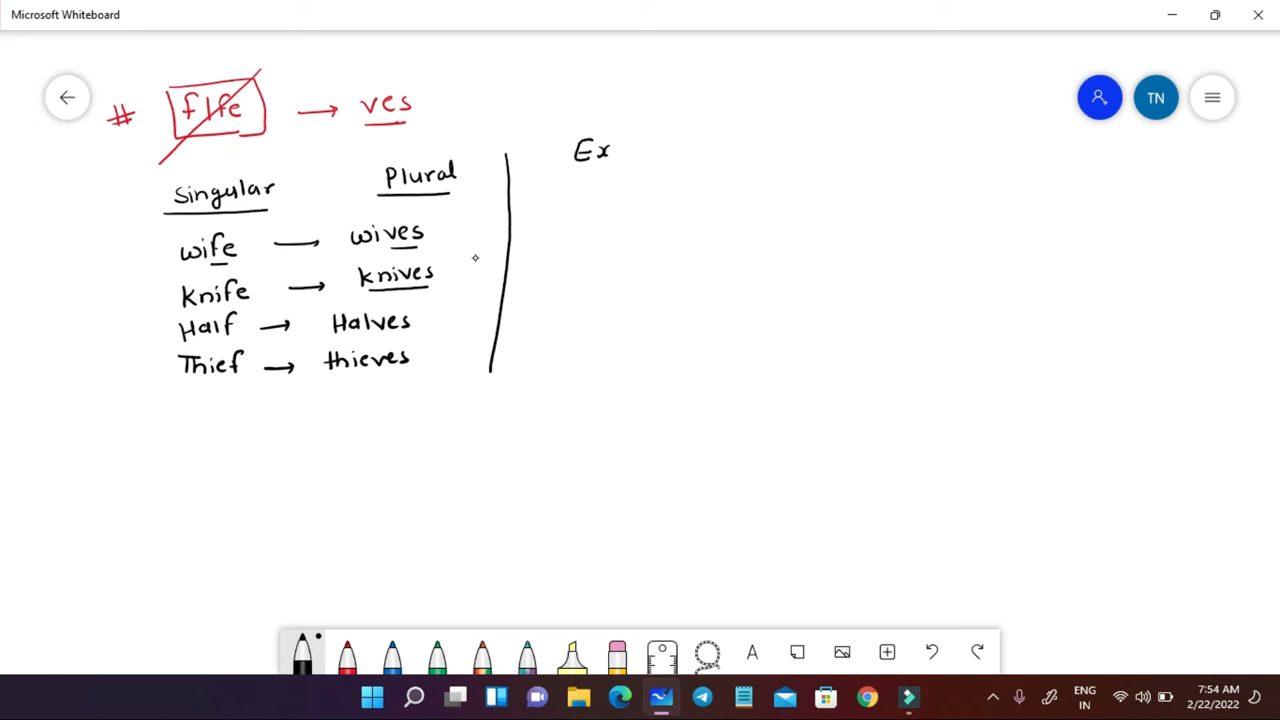 Microsoft Whiteboard
# f/fe → ves
TN
Ex
Singular Plural
wife → wives
Knife → knives
Half → Halves
Thief → thieves
A
ENG
IN
7:54 AM
2/22/2022